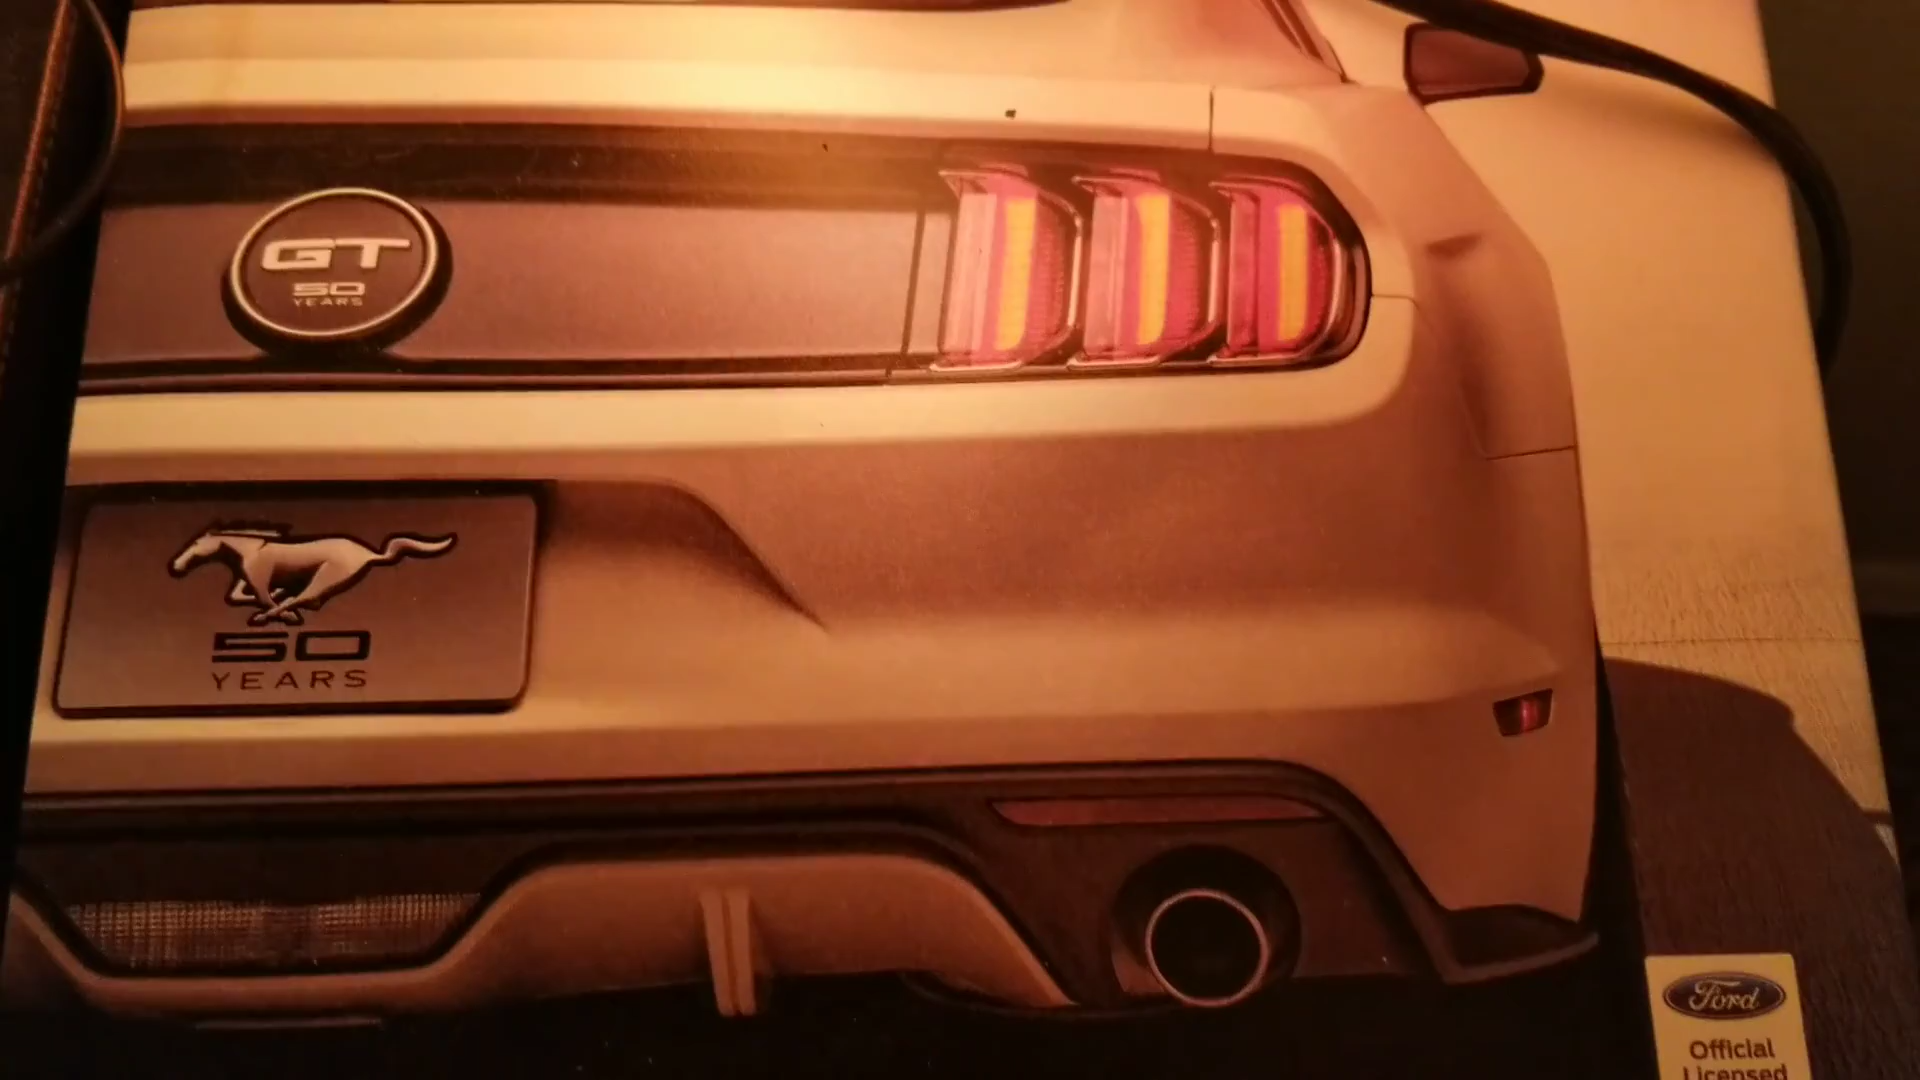 GT
50
YEARS
50
YEARS
Ford
Official
Licensed